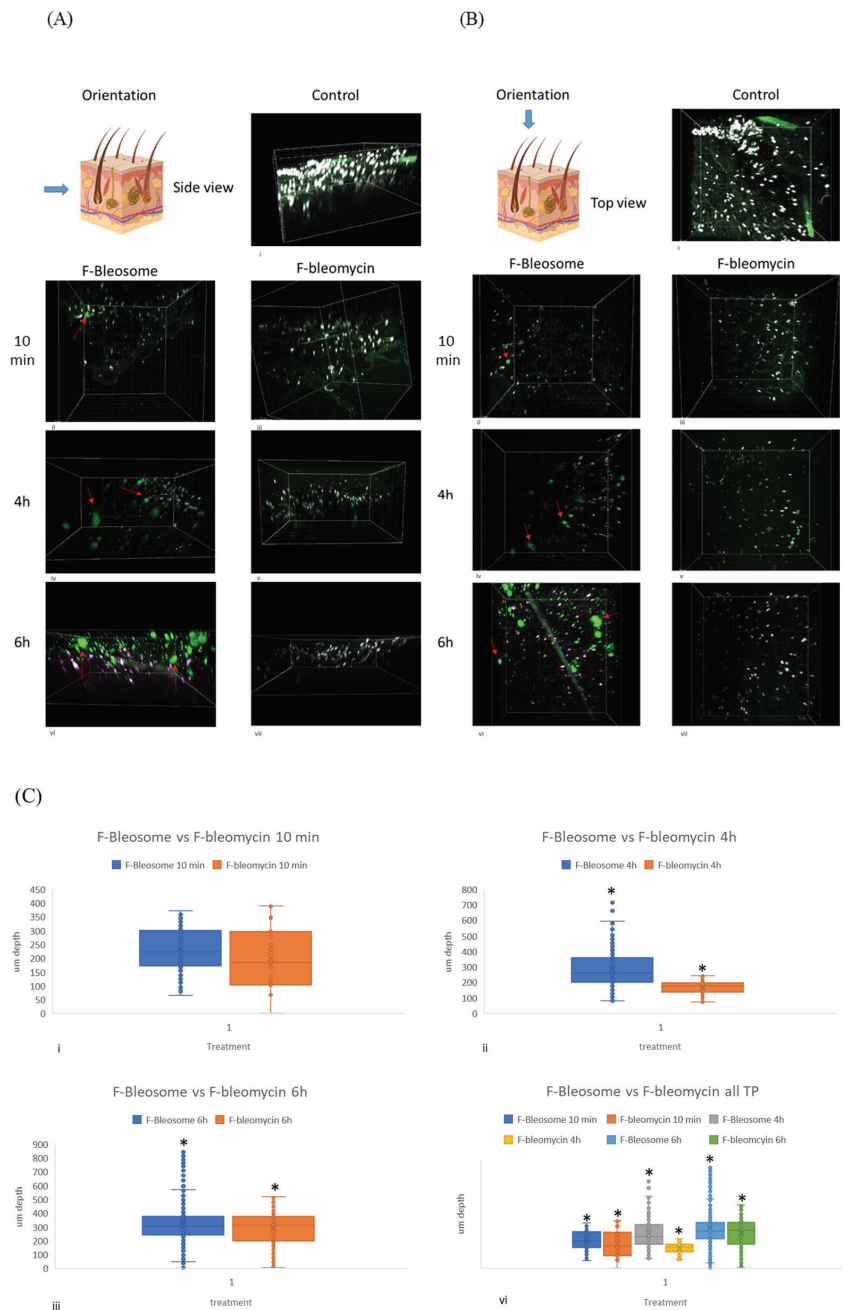 (A)
(B)
Orientation
Control
Side view
i
F-Bleosome
F-bleomycin
10
min
ii
iii
4h
iv
v
6h
vi
vii
Orientation
Control
Top view
i
F-Bleosome
F-bleomycin
10
min
ii
iii
4h
iv
v
6h
vi
vii
(C)
F-Bleosome vs F-bleomycin 10 min
F-Bleosome 10 min F-bleomycin 10 min
450
400
350
300
250
200
150
100
50
0
um depth
1
Treatment
i
F-Bleosome vs F-bleomycin 4h
F-Bleosome 4h F-bleomycin 4h
800
700
600
500
400
300
200
100
0
um depth
*
*
1
treatment
ii
F-Bleosome vs F-bleomycin 6h
F-Bleosome 6h F-bleomycin 6h
900
800
700
600
500
400
300
200
100
0
um depth
*
*
1
Treatment
iii
F-Bleosome vs F-bleomycin all TP
F-Bleosome 10 min F-bleomycin 10 min F-Bleosome 4h
F-bleomycin 4h F-Bleosome 6h F-bleomcyin 6h
um depth
*
*
*
*
*
*
1
Treatment
vi